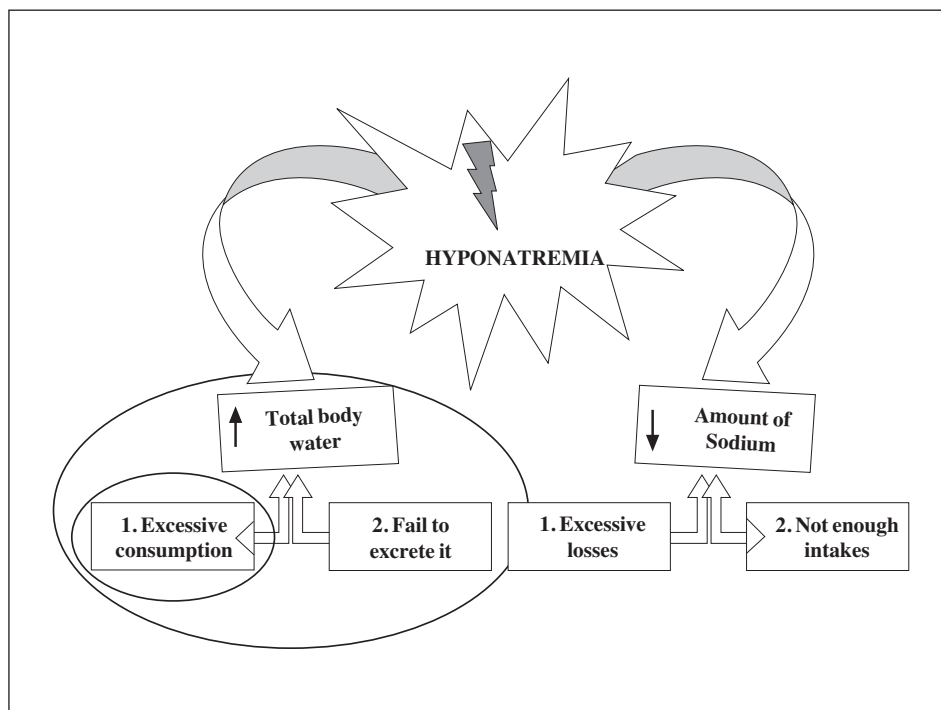 HYPONATREMIA
Total body
water
Amount of
Sodium
1. Excessive
consumption
2. Fail to
excrete it
1. Excessive
losses
2. Not enough
intakes